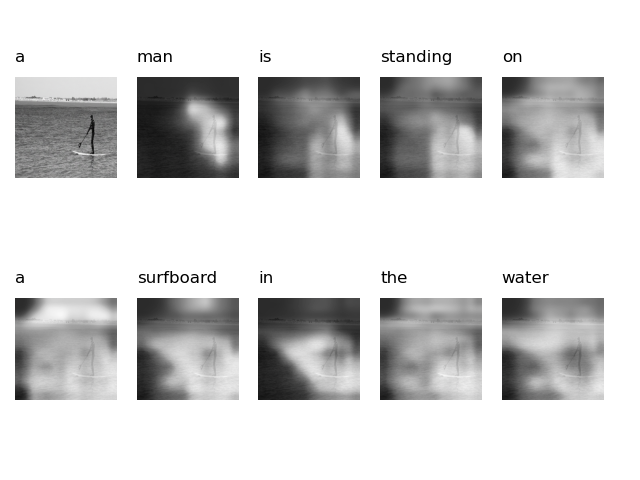 a man is standing on
a surfboard in the water